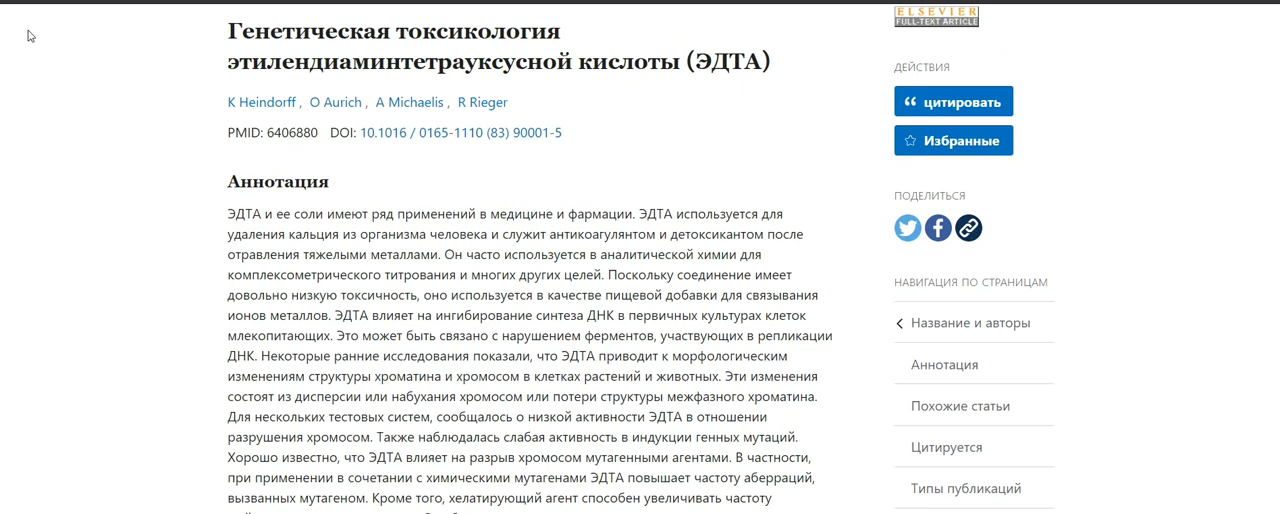 Генетическая токсикология
этилендиаминтетрауксусной кислоты (ЭДТА)
K Heindorff , O Aurich , A Michaelis , R Rieger
PMID: 6406880 DOI: 10.1016 / 0165-1110 (83) 90001-5
Аннотация
ЭДТА и ее соли имеют ряд применений в медицине и фармации. ЭДТА используется для
удаления кальция из организма человека и служит антикоагулянтом и детоксикантом после
отравления тяжелыми металлами. Он часто используется в аналитической химии для
комплексометрического титрования и многих других целей. Поскольку соединение имеет
довольно низкую токсичность, оно используется в качестве пищевой добавки для связывания
ионов металлов. ЭДТА влияет на ингибирование синтеза ДНК в первичных культурах клеток
млекопитающих. Это может быть связано с нарушением ферментов, участвующих в репликации
ДНК. Некоторые ранние исследования показали, что ЭДТА приводит к морфологическим
изменениям структуры хроматина и хромосом в клетках растений и животных. Эти изменения
состоят из дисперсии или набухания хромосом или потери структуры межфазного хроматина.
Для нескольких тестовых систем, сообщалось о низкой активности ЭДТА в отношении
разрушения хромосом. Также наблюдалась слабая активность в индукции генных мутаций.
Хорошо известно, что ЭДТА влияет на разрыв хромосом мутагенными агентами. В частности,
при применении в сочетании с химическими мутагенами ЭДТА повышает частоту аберраций,
вызванных мутагеном. Кроме того, хелатирующий агент способен увеличивать частоту
ELSEVIER
FULL-TEXT ARTICLE
ДЕЙСТВИЯ
цитировать
Избранные
ПОДЕЛИТЬСЯ
НАВИГАЦИЯ ПО СТРАНИЦАМ
Название и авторы
Аннотация
Похожие статьи
Цитируется
Типы публикаций